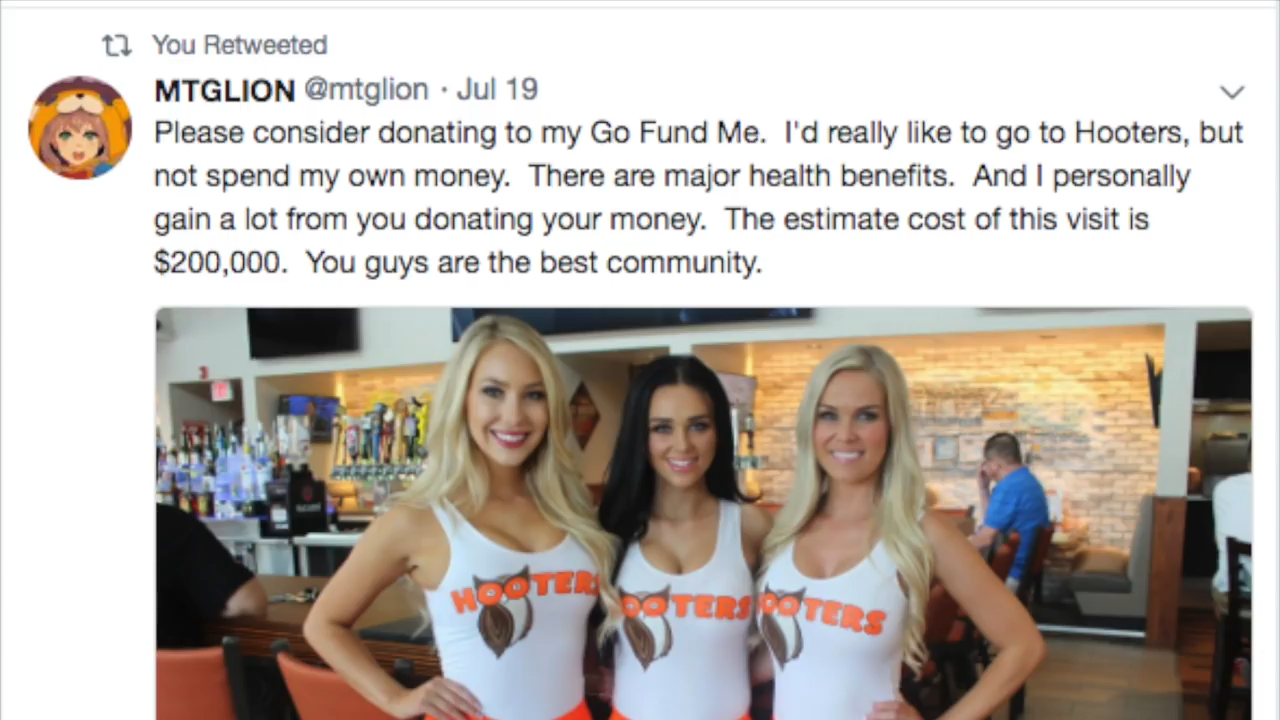 You Retweeted
MTGLION @mtglion · Jul 19
Please consider donating to my Go Fund Me.  I'd really like to go to Hooters, but
not spend my own money.  There are major health benefits.  And I personally
gain a lot from you donating your money.  The estimate cost of this visit is
$200,000.  You guys are the best community.
HOOTERS
OOTERS
OOTERS